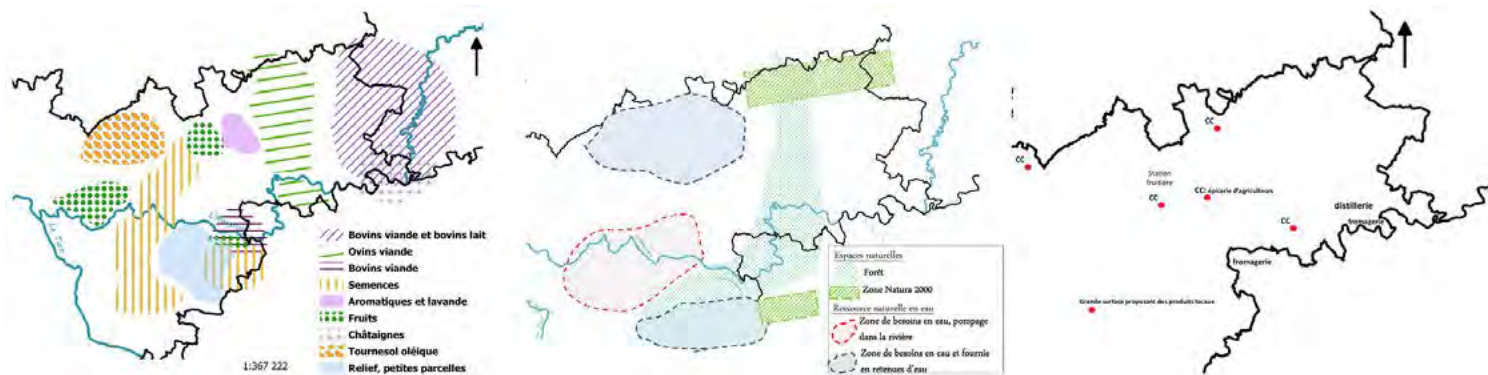 Bovins viande et bovins lait
Ovins viande
Bovins viande
Semences
Aromatiques et lavande
Fruits
Châtaignes
Tournesol oléique
Relief, petites parcelles
1:367 222
Espaces naturelles
Forêt
Zone Natura 2000
Ressource naturelle en eau
Zone de besoins en eau, pompage
dans la rivière
Zone de besoins en eau et fournie
en retenues d'eau
CC
CC
Station
fruitière
CC
CC: épicerie d'agriculteurs
CC
distillerie
fromagerie
fromagerie
Grande surface proposant des produits locaux